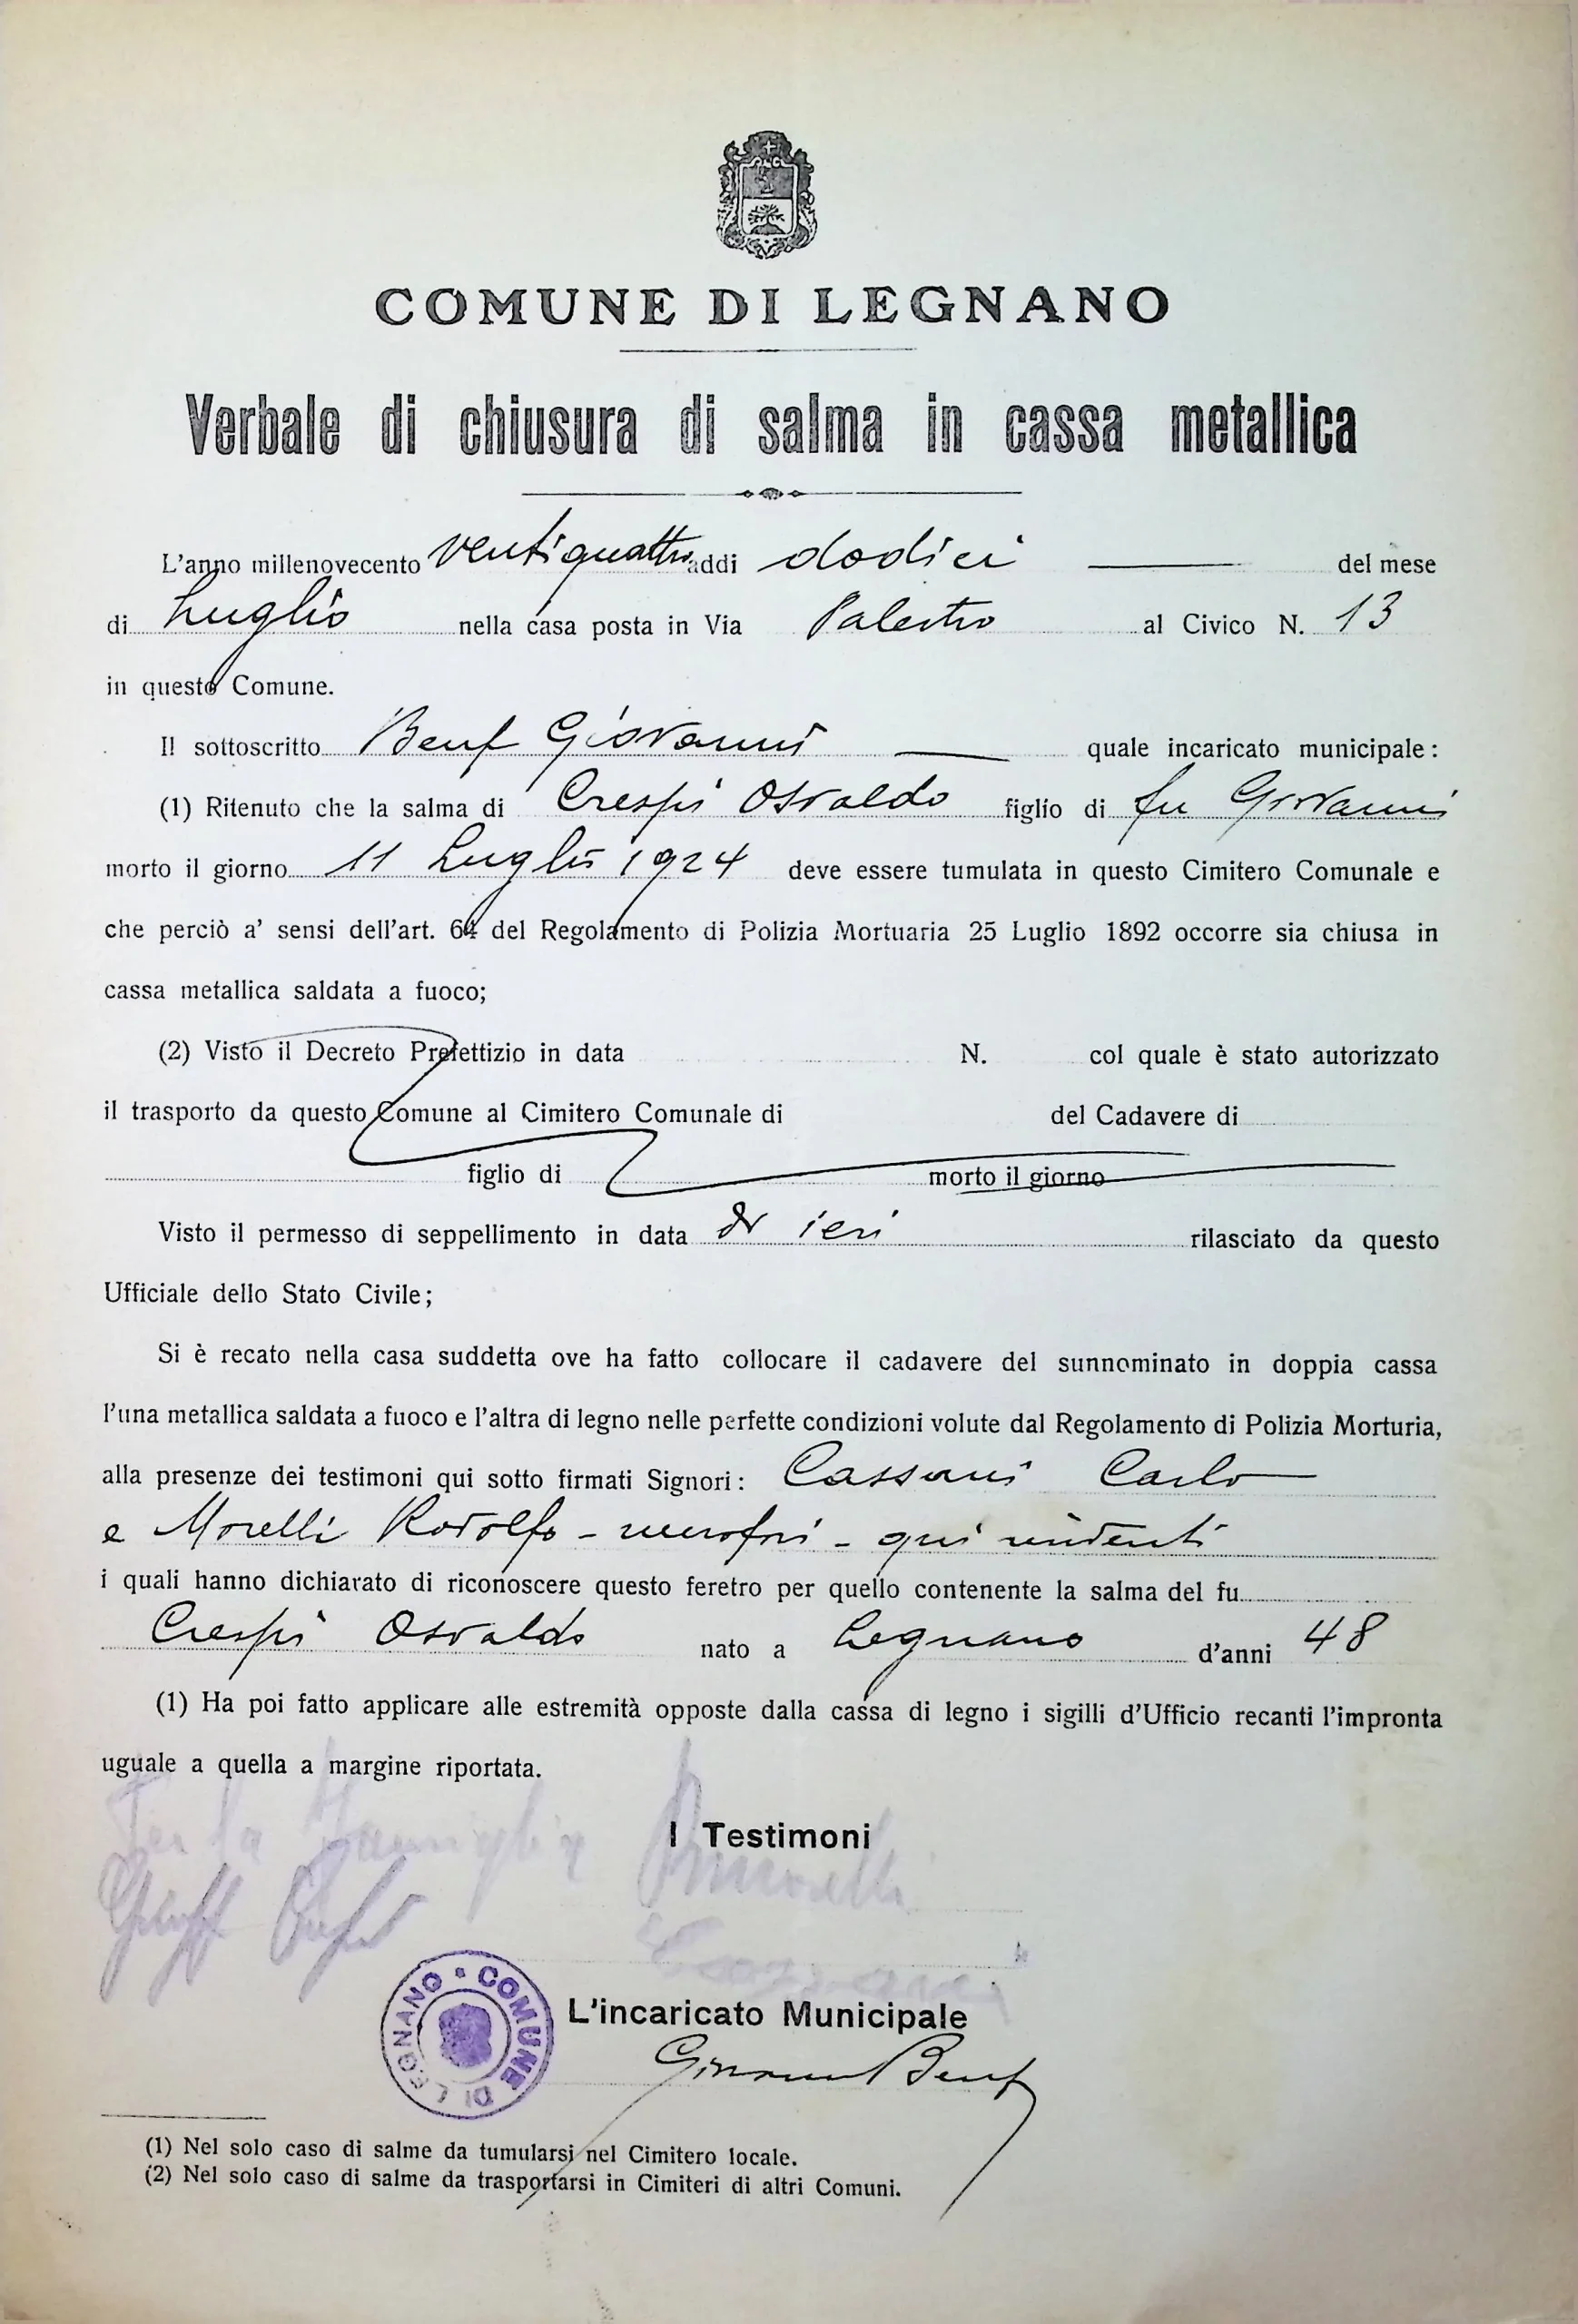 COMUNE DI LEGNANO
Verbale di chiusura di salma in cassa metallica
L'anno millenovecento ventiquattro addi dodici del mese
di Luglio nella casa posta in Via Palestro al Civico N. 13
in questo Comune.
Il sottoscritto Benf Giovanni quale incaricato municipale:
(1) Ritenuto che la salma di Crespi Osvaldo figlio di fu Giovanni
morto il giorno 11 Luglio 1924 deve essere tumulata in questo Cimitero Comunale e
che perciò a' sensi dell'art. 64 del Regolamento di Polizia Mortuaria 25 Luglio 1892 occorre sia chiusa in
cassa metallica saldata a fuoco;
(2) Visto il Decreto Prefettizio in data N. col quale è stato autorizzato
il trasporto da questo Comune al Cimitero Comunale di del Cadavere di
figlio di morto il giorno
Visto il permesso di seppellimento in data di ieri rilasciato da questo
Ufficiale dello Stato Civile;
Si è recato nella casa suddetta ove ha fatto collocare il cadavere del sunnominato in doppia cassa
l'una metallica saldata a fuoco e l'altra di legno nelle perfette condizioni volute dal Regolamento di Polizia Morturia,
alla presenze dei testimoni qui sotto firmati Signori: Cassani Carlo
e Morelli Rodolfo - necrofori - qui residenti
i quali hanno dichiarato di riconoscere questo feretro per quello contenente la salma del fu
Crespi Osvaldo nato a Legnano d'anni 48
(1) Ha poi fatto applicare alle estremità opposte dalla cassa di legno i sigilli d'Ufficio recanti l'impronta
uguale a quella a margine riportata.
Per la Famiglia
I Testimoni
Morelli
Cassani
COMUNE DI LEGNANO
L'incaricato Municipale
Giovanni Benf
(1) Nel solo caso di salme da tumularsi nel Cimitero locale.
(2) Nel solo caso di salme da trasportarsi in Cimiteri di altri Comuni.